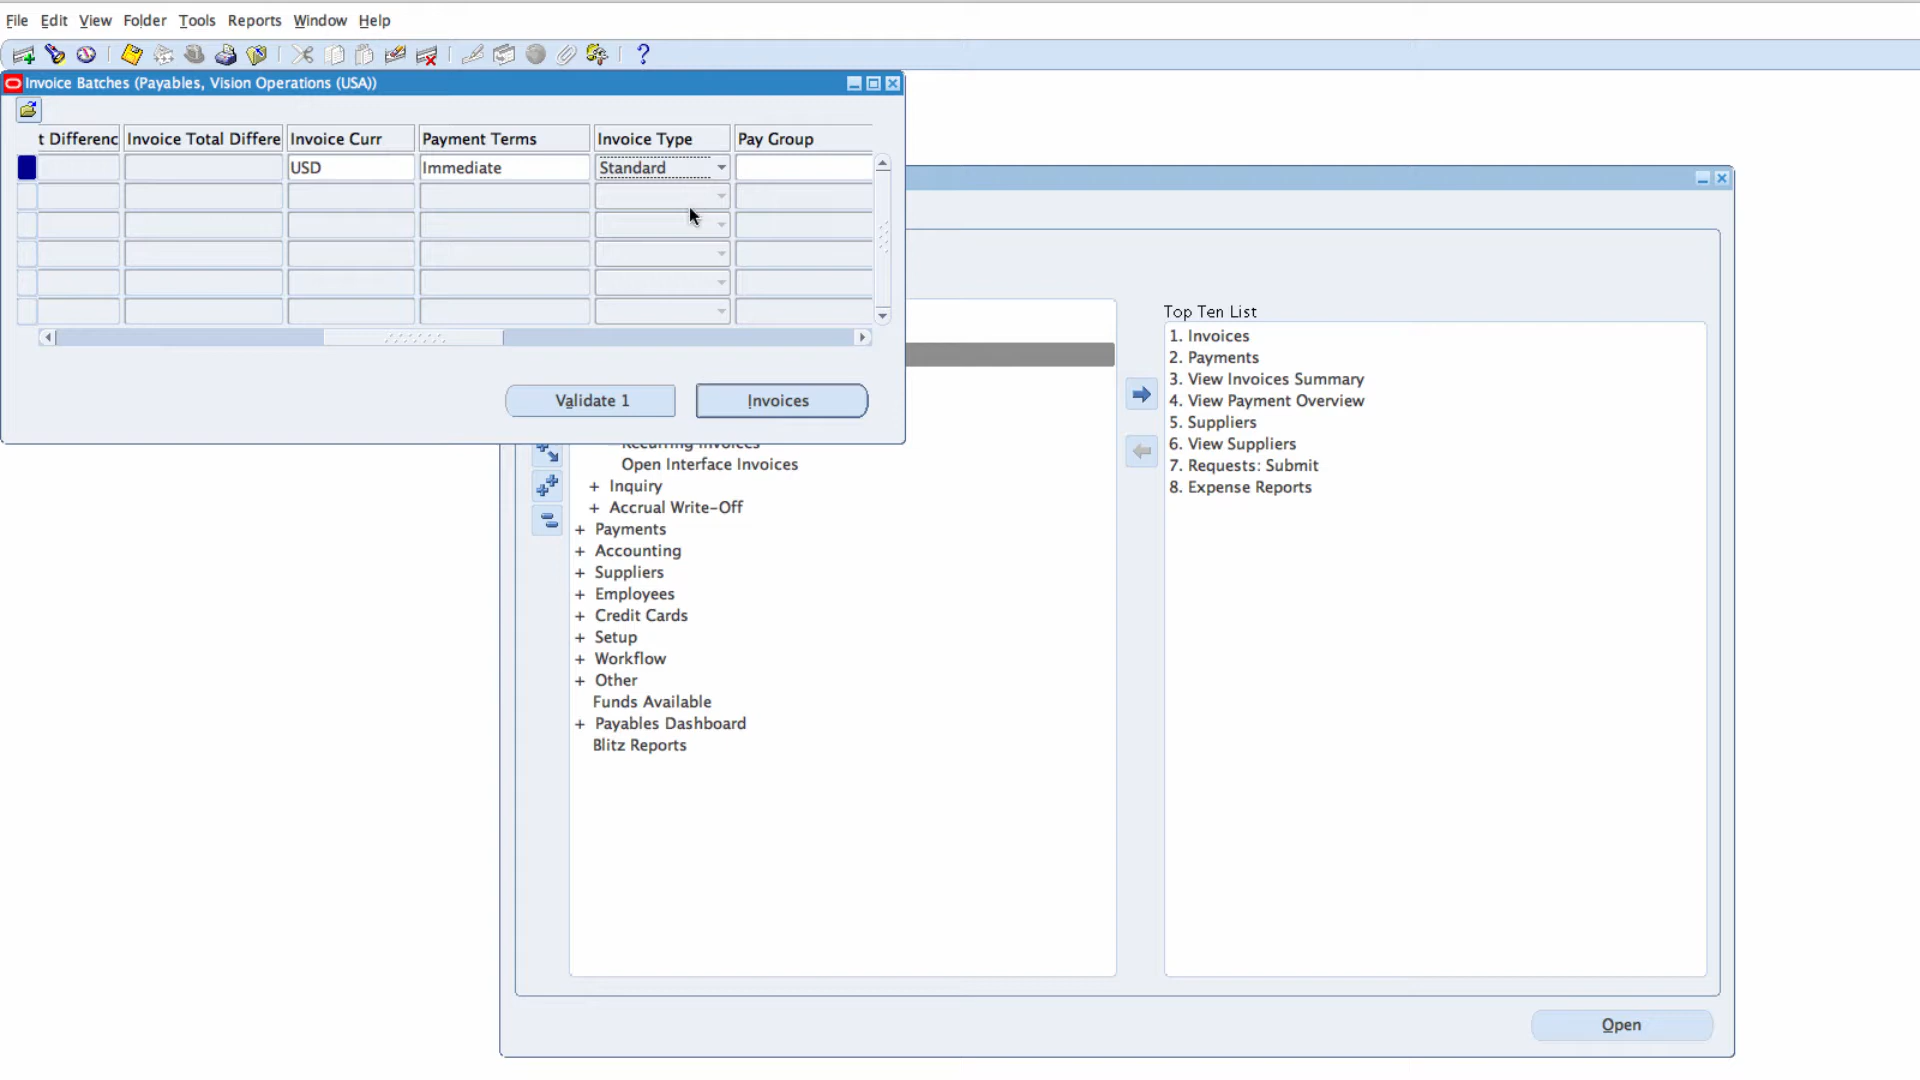 File Edit View Folder Tools Reports Window Help
Invoice Batches (Payables, Vision Operations (USA))
t Differenc Invoice Total Differe Invoice Curr Payment Terms Invoice Type Pay Group
USD Immediate Standard
Validate 1 Invoices
Recurring Invoices
Open Interface Invoices
+ Inquiry
+ Accrual Write-Off
+ Payments
+ Accounting
+ Suppliers
+ Employees
+ Credit Cards
+ Setup
+ Workflow
+ Other
Funds Available
+ Payables Dashboard
Blitz Reports
Top Ten List
1. Invoices
2. Payments
3. View Invoices Summary
4. View Payment Overview
5. Suppliers
6. View Suppliers
7. Requests: Submit
8. Expense Reports
Open